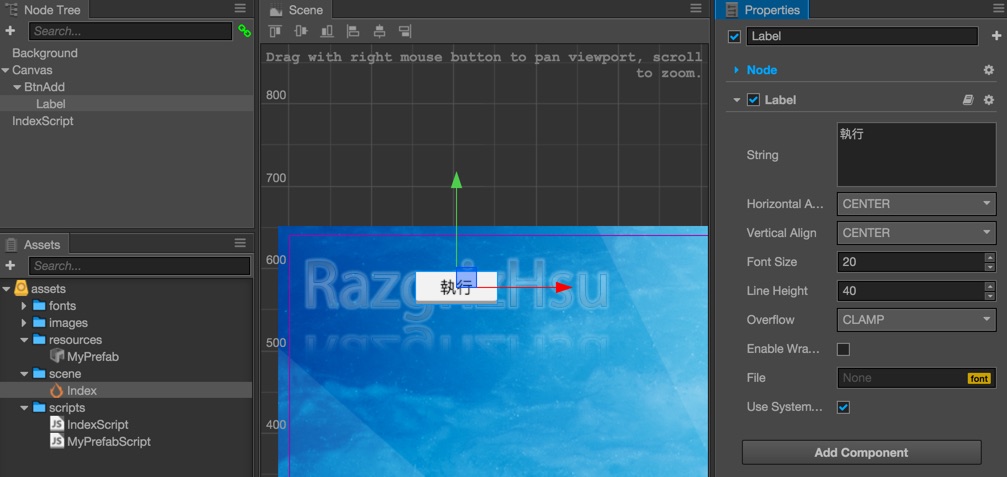 Node Tree
Search...
Background
Canvas
BtnAdd
Label
IndexScript
Assets
Search...
assets
fonts
images
resources
MyPrefab
scene
Index
scripts
IndexScript
MyPrefabScript
Scene
Drag with right mouse button to pan viewport, scroll
to zoom.
800
700
600
500
400
RazgrizHsu
執行
Properties
Label
Node
Label
String
執行
Horizontal A...
CENTER
Vertical Align
CENTER
Font Size
20
Line Height
40
Overflow
CLAMP
Enable Wra...
File
None
font
Use System...
Add Component